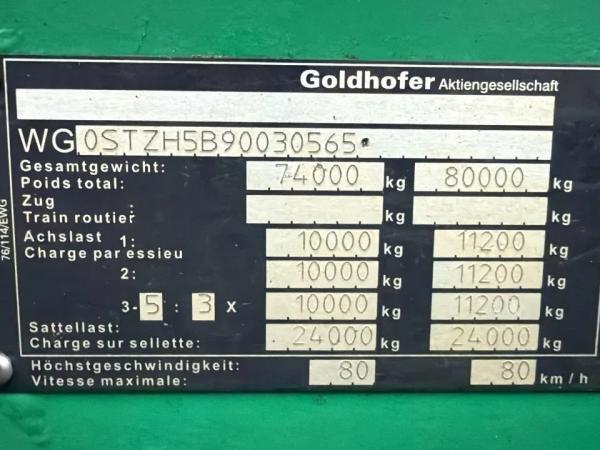 Goldhofer Aktiengesellschaft
WG0STZH5B90030565*
Gesamtgewicht: 74000 kg 80000 kg
Poids total:
Zug : kg kg
Train routier
Achslast 1: 10000 kg 11200 kg
Charge par essieu
2: 10000 kg 11200 kg
3-5 : 3 x 10000 kg 11200 kg
Sattellast: 24000 kg 24000 kg
Charge sur sellette:
Höchstgeschwindigkeit: 80 80 km/h
Vitesse maximale:
76/114/EWG